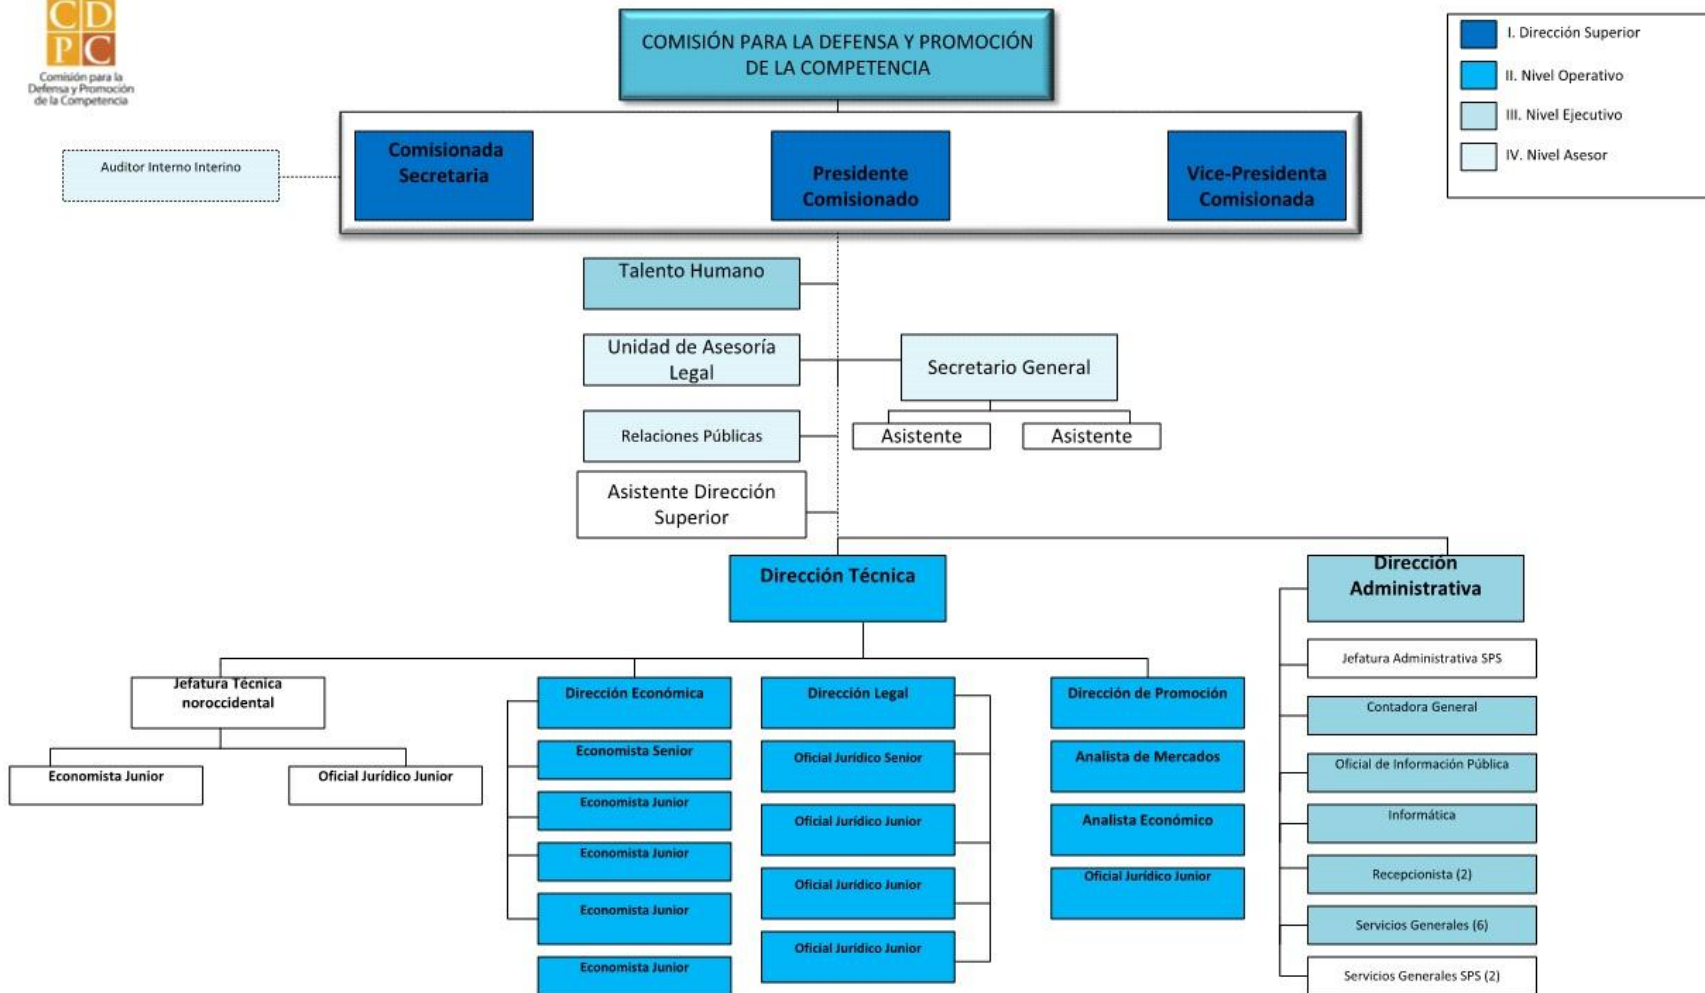 C D
P C
Comisión para la
Defensa y Promoción
de la Competencia
COMISIÓN PARA LA DEFENSA Y PROMOCIÓN
DE LA COMPETENCIA
I. Dirección Superior
II. Nivel Operativo
III. Nivel Ejecutivo
IV. Nivel Asesor
Auditor Interno Interino
Comisionada
Secretaria
Presidente
Comisionado
Vice-Presidenta
Comisionada
Talento Humano
Unidad de Asesoría
Legal
Secretario General
Relaciones Públicas
Asistente
Asistente
Asistente Dirección
Superior
Dirección Técnica
Dirección
Administrativa
Jefatura Técnica
noroccidental
Economista Junior
Oficial Jurídico Junior
Dirección Económica
Economista Senior
Economista Junior
Economista Junior
Economista Junior
Economista Junior
Dirección Legal
Oficial Jurídico Senior
Oficial Jurídico Junior
Oficial Jurídico Junior
Oficial Jurídico Junior
Dirección de Promoción
Analista de Mercados
Analista Económico
Oficial Jurídico Junior
Jefatura Administrativa SPS
Contadora General
Oficial de Información Pública
Informática
Recepcionista (2)
Servicios Generales (6)
Servicios Generales SPS (2)